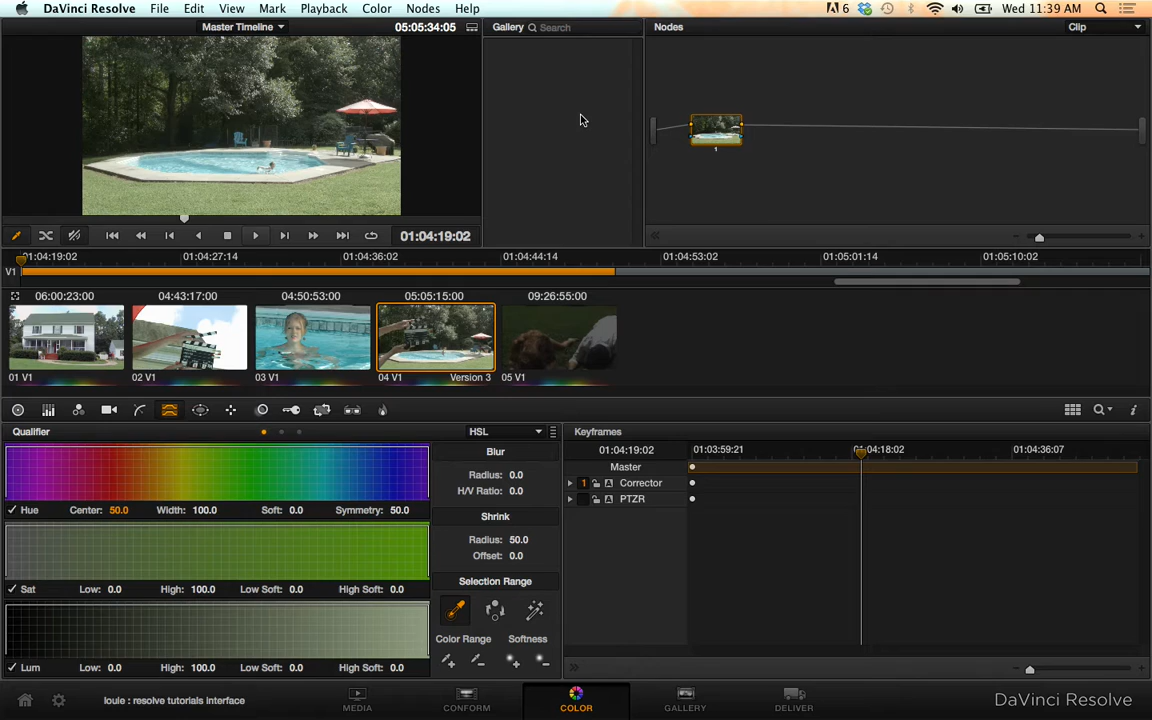 DaVinci Resolve File Edit View Mark Playback Color Nodes Help 6 Wed 11:39 AM
Master Timeline 05:05:34:05 Gallery Search Nodes Clip
1
01:04:19:02
01:04:19:02 01:04:27:14 01:04:36:02 01:04:44:14 01:04:53:02 01:05:01:14 01:05:10:02
V1
06:00:23:00 04:43:17:00 04:50:53:00 05:05:15:00 09:26:55:00
01 V1 02 V1 03 V1 04 V1 Version 3 05 V1
Qualifier HSL Keyframes
Blur 01:04:19:02 01:03:59:21 01:04:18:02 01:04:36:07
Master
Radius: 0.0 1 A Corrector
H/V Ratio: 0.0 A PTZR
Hue Center: 50.0 Width: 100.0 Soft: 0.0 Symmetry: 50.0
Shrink
Radius: 50.0
Offset: 0.0
Selection Range
Sat Low: 0.0 High: 100.0 Low Soft: 0.0 High Soft: 0.0
Color Range Softness
Lum Low: 0.0 High: 100.0 Low Soft: 0.0 High Soft: 0.0
louie : resolve tutorials interface MEDIA CONFORM COLOR GALLERY DELIVER DaVinci Resolve